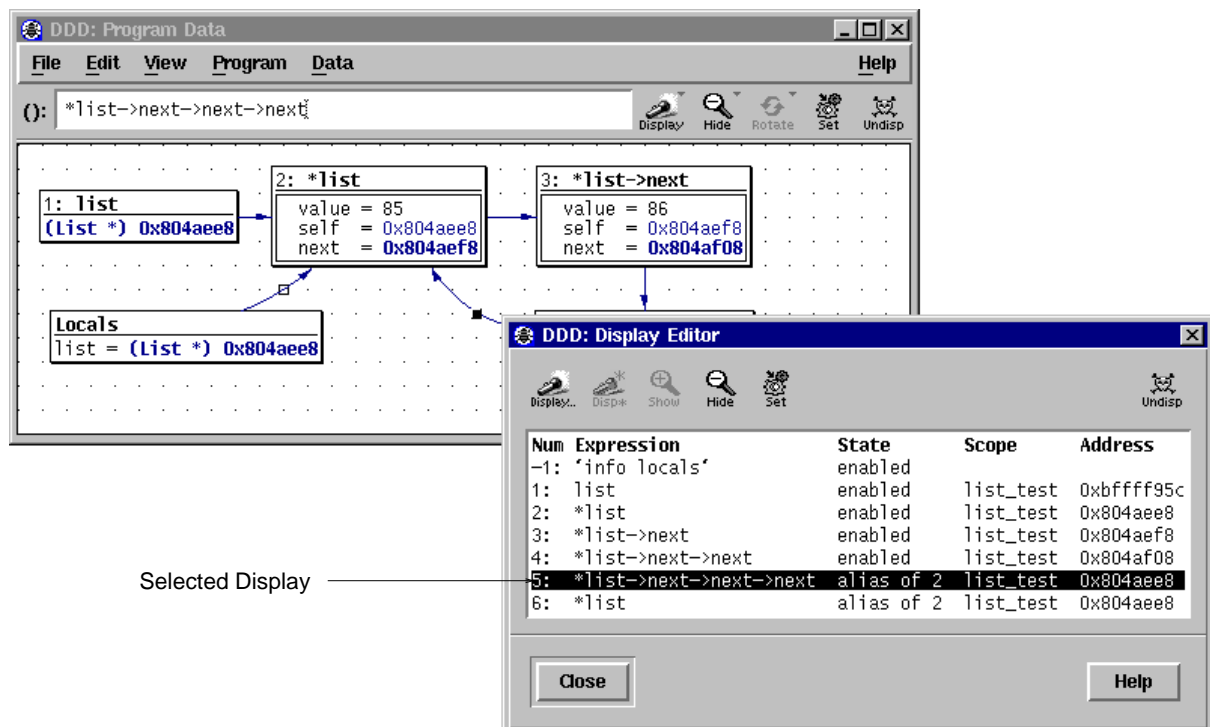 DDD: Program Data
File Edit View Program Data Help
(): *list->next->next->next
Display Hide Rotate Set Undisp
1: list
(List *) 0x804aee8
2: *list
value = 85
self = 0x804aee8
next = 0x804aef8
3: *list->next
value = 86
self = 0x804aef8
next = 0x804af08
Locals
list = (List *) 0x804aee8
DDD: Display Editor
Display... Disp* Show Hide Set Undisp
Num Expression State Scope Address
-1: ‘info locals‘ enabled
1: list enabled list_test 0xbffff95c
2: *list enabled list_test 0x804aee8
3: *list->next enabled list_test 0x804aef8
4: *list->next->next enabled list_test 0x804af08
5: *list->next->next->next alias of 2 list_test 0x804aee8
6: *list alias of 2 list_test 0x804aee8
Selected Display
Close Help